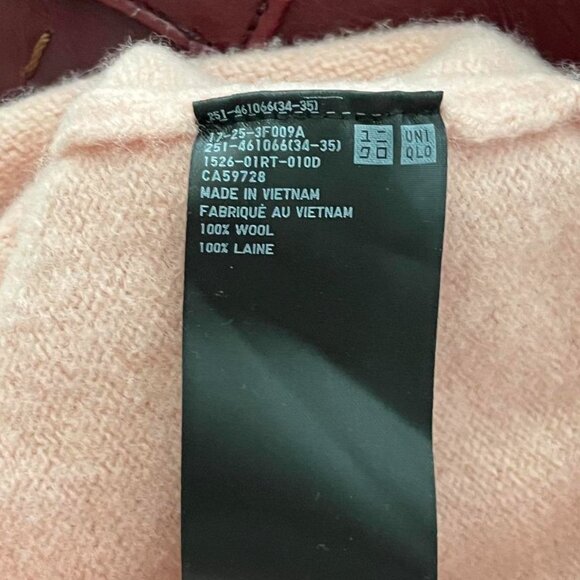 251-461066(34-35)
17-25-3F009A
251-461066(34-35)
1526-01RT-010D
CA59728
MADE IN VIETNAM
FABRIQUÉ AU VIETNAM
100% WOOL
100% LAINE
ユニ
クロ
UNI
QLO